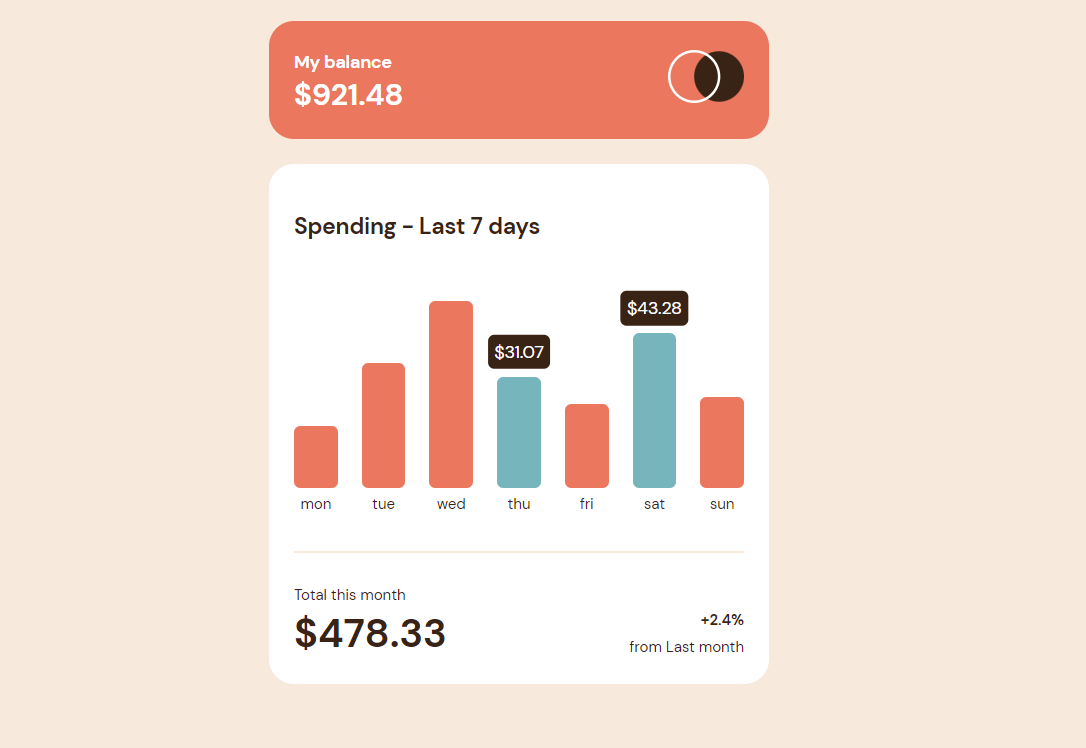 My balance
$921.48
Spending - Last 7 days
$43.28
$31.07
mon tue wed thu fri sat sun
Total this month
$478.33
+2.4%
from Last month